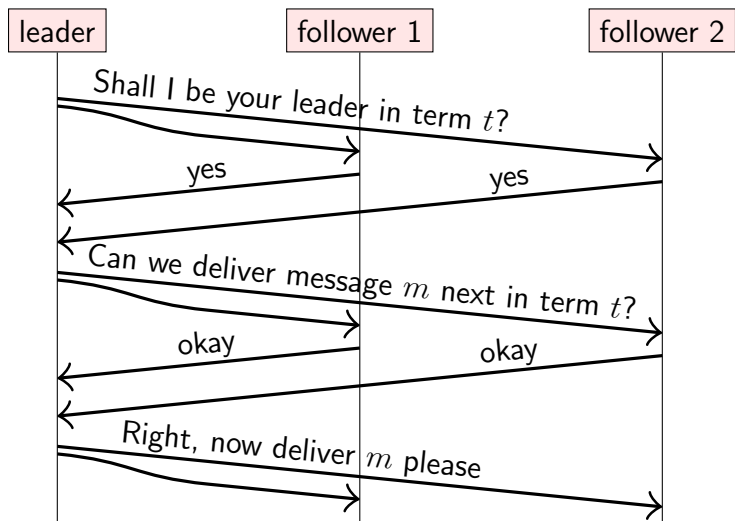 leader
follower 1
follower 2
Shall I be your leader in term t?
yes
yes
Can we deliver message m next in term t?
okay
okay
Right, now deliver m please